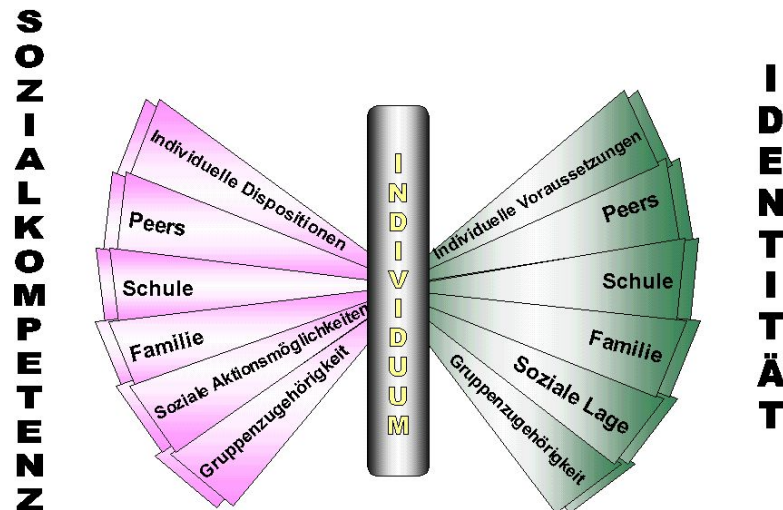 SOZIALKOMPETENZ
Individuelle Dispositionen
Peers
Schule
Familie
Soziale Aktionsmöglichkeiten
Gruppenzugehörigkeit
INDIVIDUUM
Individuelle Voraussetzungen
Peers
Schule
Familie
Soziale Lage
Gruppenzugehörigkeit
IDENTITÄT